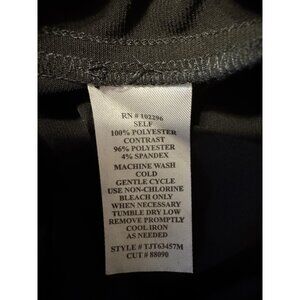 RN # 102296
SELF
100% POLYESTER
CONTRAST
96% POLYESTER
4% SPANDEX
MACHINE WASH
COLD
GENTLE CYCLE
USE NON-CHLORINE
BLEACH ONLY
WHEN NECESSARY
TUMBLE DRY LOW
REMOVE PROMPTLY
COOL IRON
AS NEEDED
STYLE # TJT63457M
CUT # 88090